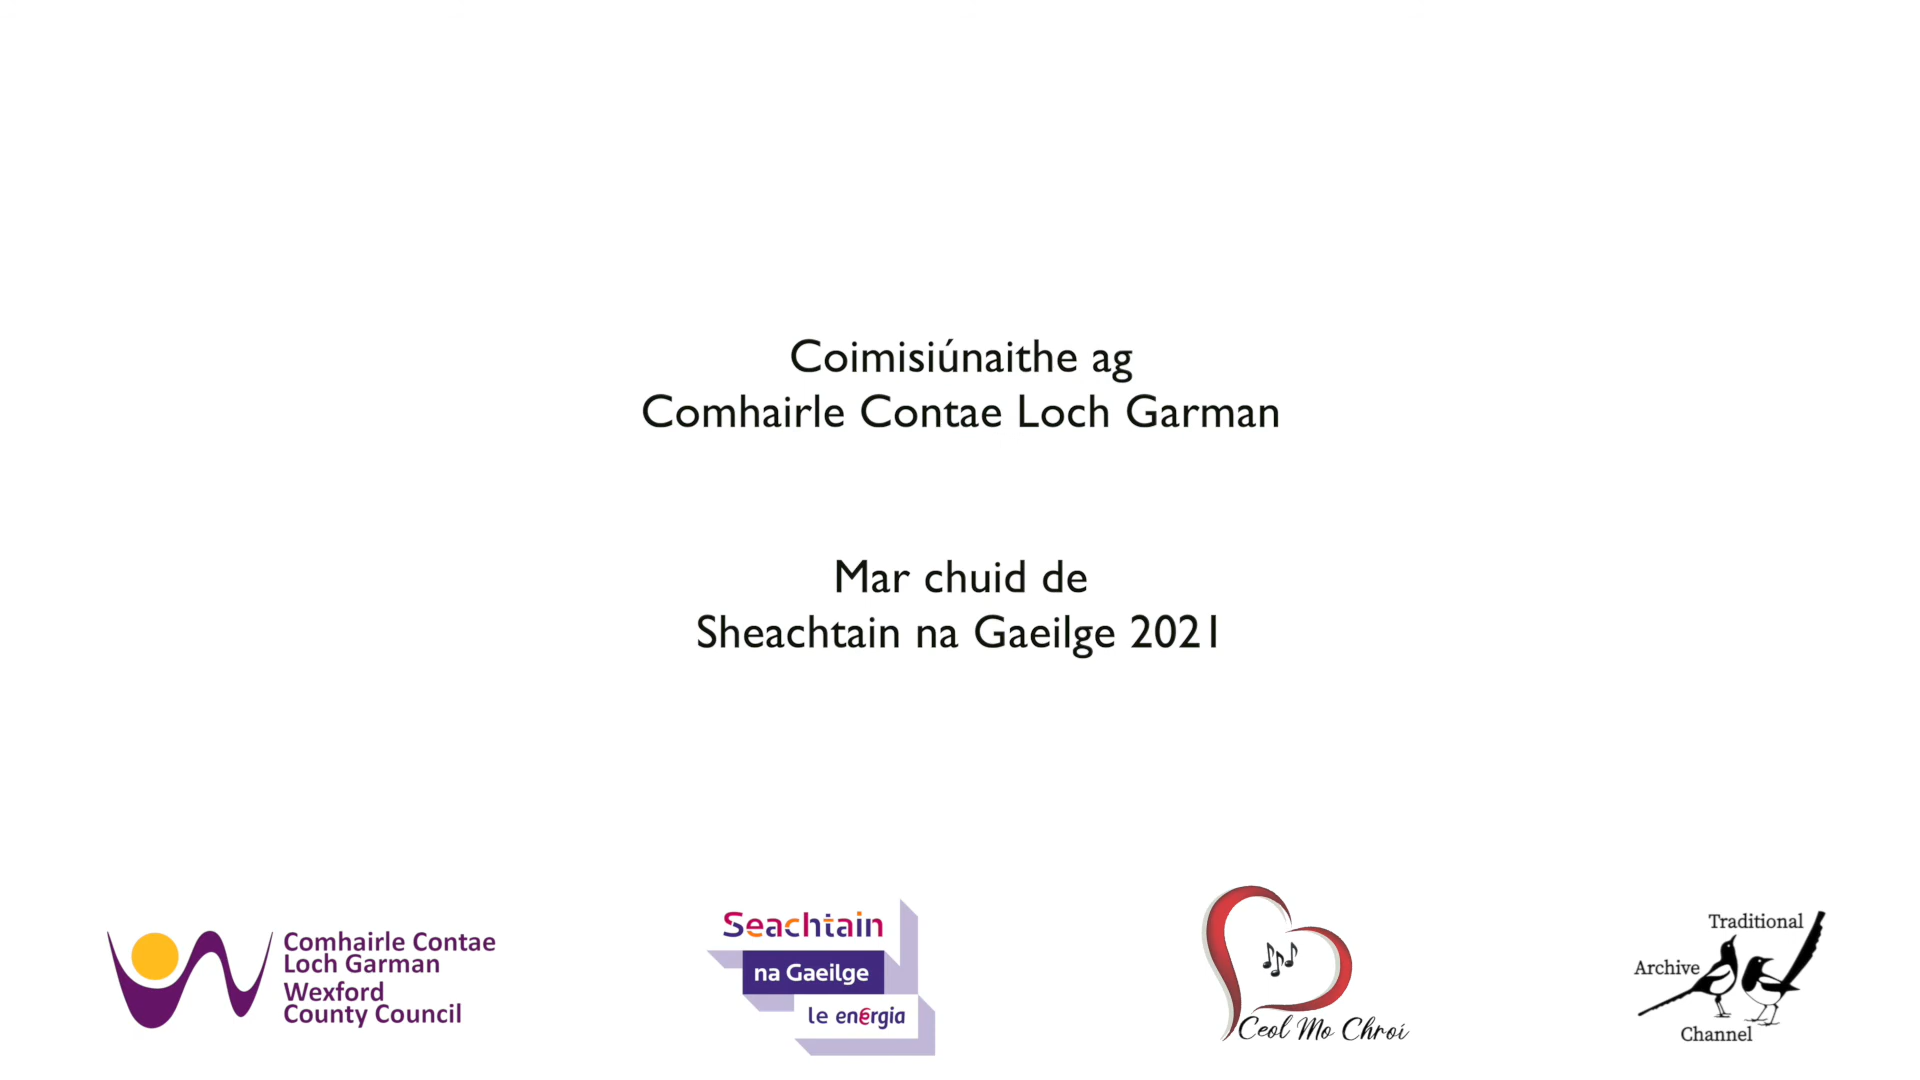 Coimisiúnaithe ag
Comhairle Contae Loch Garman
Mar chuid de
Sheachtain na Gaeilge 2021
Comhairle Contae
Loch Garman
Wexford
County Council
Seachtain
na Gaeilge
le energia
Ceol Mo Chroí
Traditional
Archive
Channel